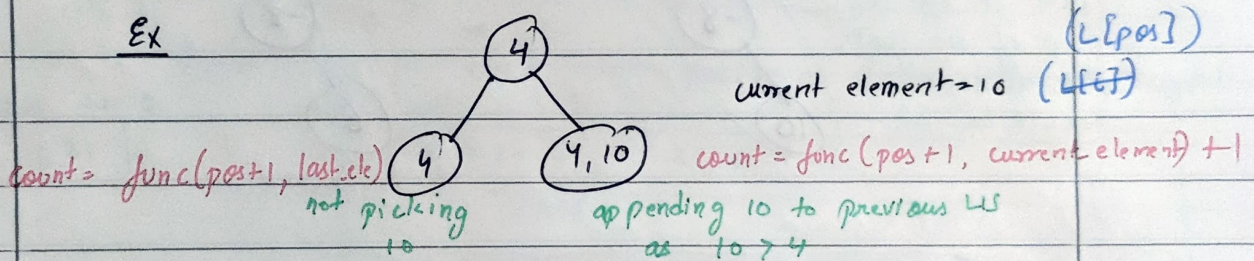 Ex
4
(L[pos])
current element = 10 (L[i])
count = func(pos+1, last_ele)
4
4, 10
count = func(pos+1, current element) + 1
not picking
10
appending 10 to previous LIS
as 10 > 4